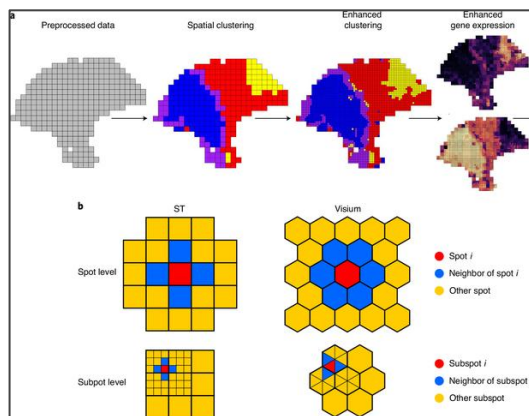 a
Preprocessed data
Spatial clustering
Enhanced
clustering
Enhanced
gene expression
b
ST
Visium
Spot level
Spot i
Neighbor of spot i
Other spot
Subpot level
Subspot i
Neighbor of subspot
Other subspot